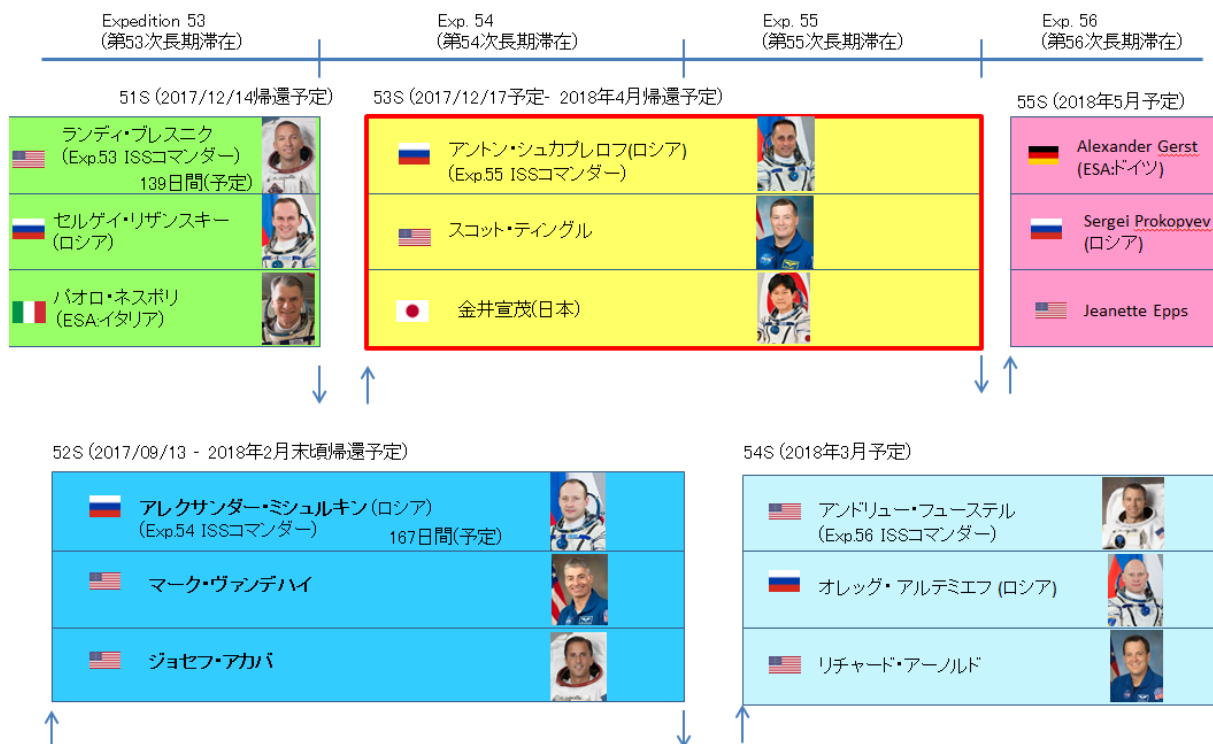 Expedition 53
(第53次長期滞在)
Exp. 54
(第54次長期滞在)
Exp. 55
(第55次長期滞在)
Exp. 56
(第56次長期滞在)
51S (2017/12/14帰還予定)
ランディ・ブレスニク
(Exp.53 ISSコマンダー)
139日間(予定)
セルゲイ・リザンスキー
(ロシア)
パオロ・ネスポリ
(ESA:イタリア)
53S (2017/12/17予定- 2018年4月帰還予定)
アントン・シュカプレロフ(ロシア)
(Exp.55 ISSコマンダー)
スコット・ティングル
金井宣茂(日本)
55S (2018年5月予定)
Alexander Gerst
(ESA:ドイツ)
Sergei Prokopyev
(ロシア)
Jeanette Epps
52S (2017/09/13 - 2018年2月末頃帰還予定)
アレクサンダー・ミシュルキン (ロシア)
(Exp.54 ISSコマンダー)
167日間(予定)
マーク・ヴァンデハイ
ジョセフ・アカバ
54S (2018年3月予定)
アンドリュー・フューステル
(Exp.56 ISSコマンダー)
オレッグ・アルテミエフ (ロシア)
リチャード・アーノルド